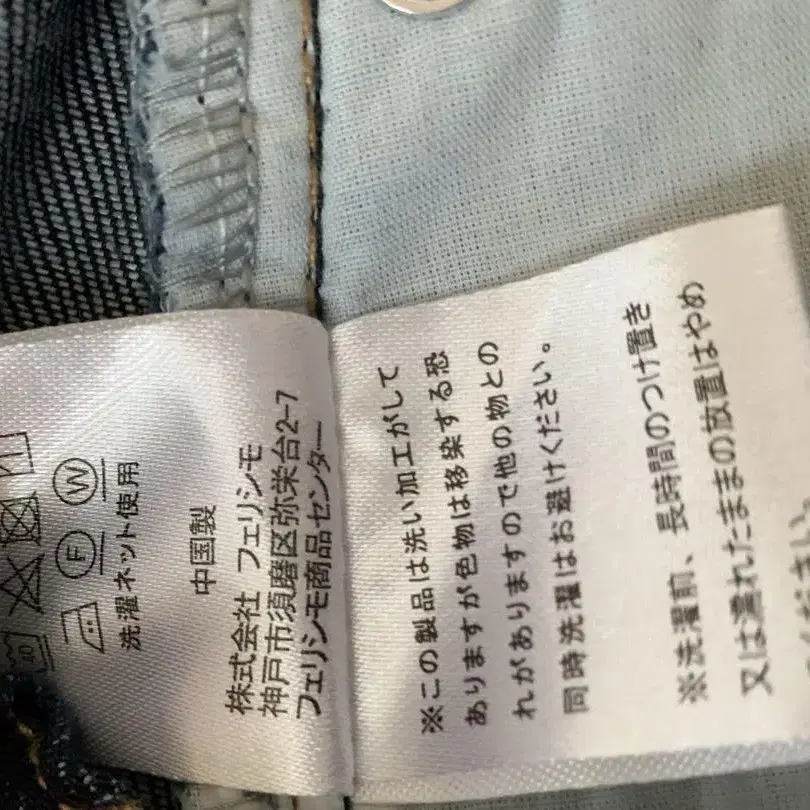 40
F
W
洗濯ネット使用
中国製
株式会社 フェリシモ
神戸市須磨区弥栄台2-7
フェリシモ商品センター
※この製品は洗い加工がして
ありますが色物は移染する恐
れがありますので他の物との
同時洗濯はお避けください。
※洗濯前、長時間のつけ置き
又は濡れたままの放置はやめ
ください